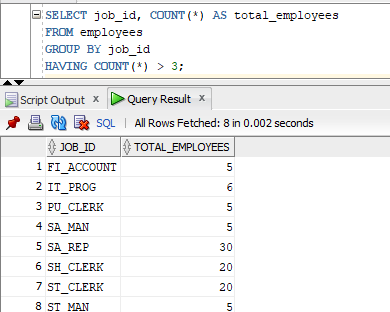 SELECT job_id, COUNT(*) AS total_employees
FROM employees
GROUP BY job_id
HAVING COUNT(*) > 3;
Script Output x Query Result x
SQL | All Rows Fetched: 8 in 0.002 seconds
JOB_ID TOTAL_EMPLOYEES
1 FI_ACCOUNT 5
2 IT_PROG 6
3 PU_CLERK 5
4 SA_MAN 5
5 SA_REP 30
6 SH_CLERK 20
7 ST_CLERK 20
8 ST_MAN 5